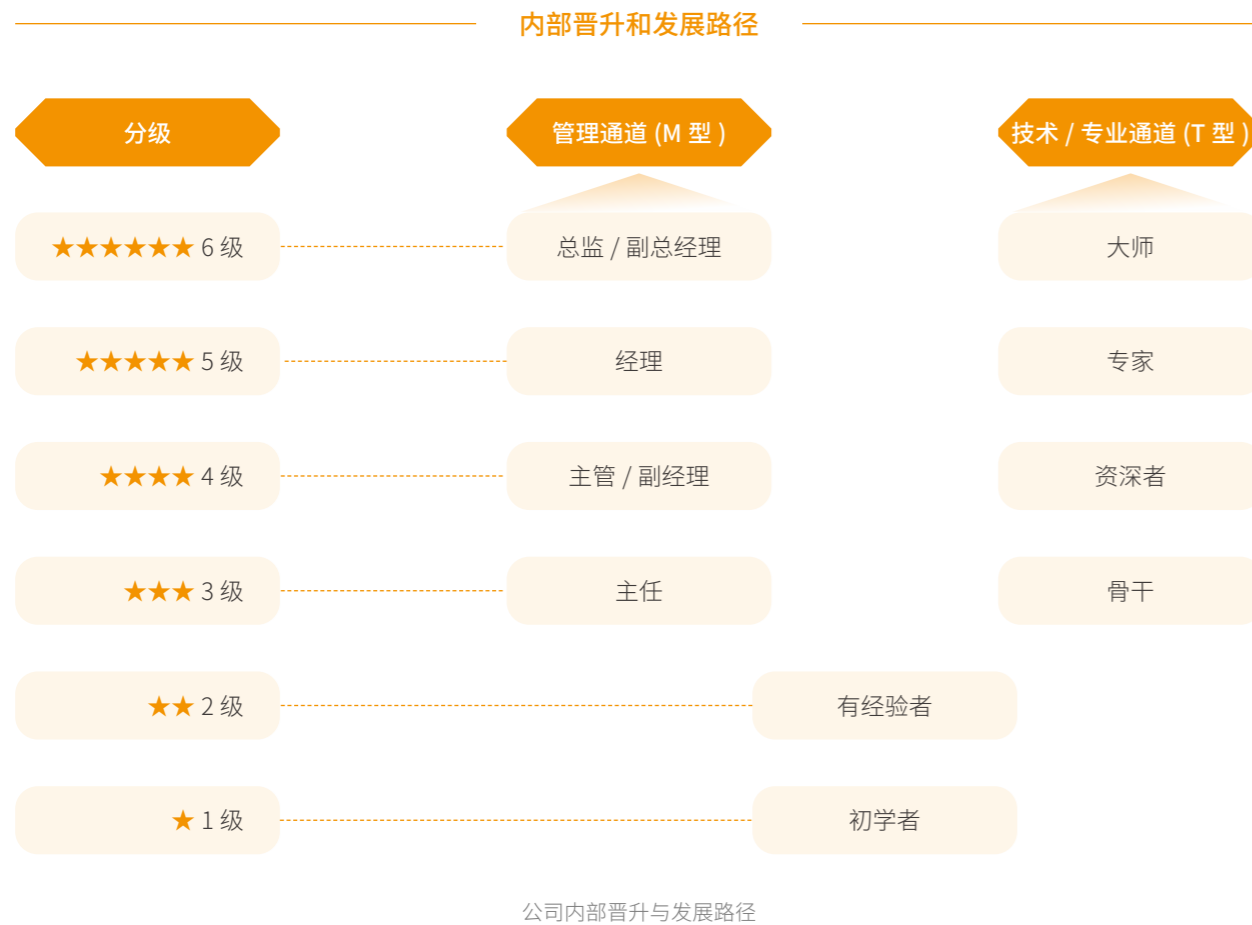 内部晋升和发展路径
分级
管理通道 (M 型 )
技术 / 专业通道 (T 型 )
★★★★★★ 6 级
总监 / 副总经理
大师
★★★★★ 5 级
经理
专家
★★★★ 4 级
主管 / 副经理
资深者
★★★ 3 级
主任
骨干
★★ 2 级
有经验者
★ 1 级
初学者
公司内部晋升与发展路径